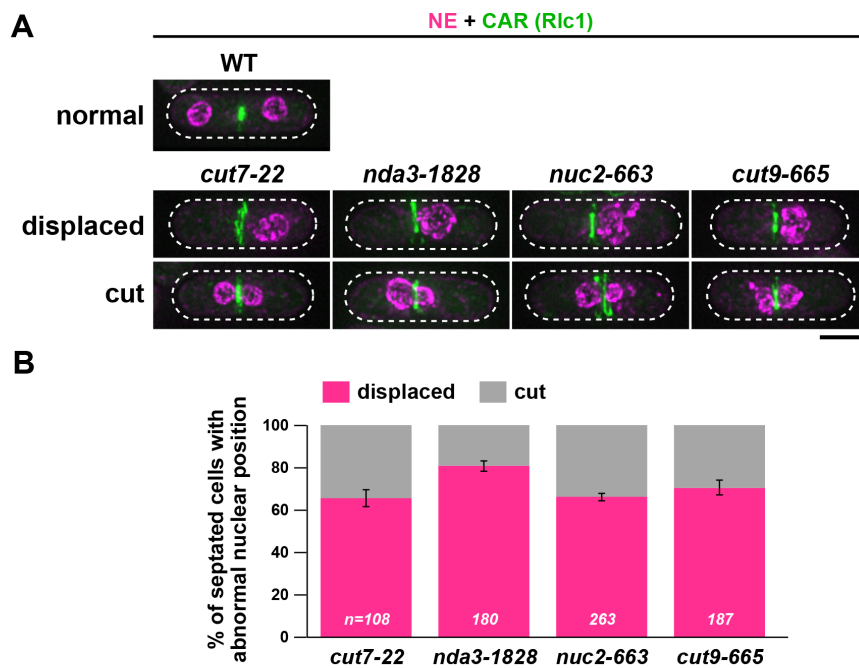 A
NE + CAR (Rlc1)
WT
normal
cut7-22 nda3-1828 nuc2-663 cut9-665
displaced
cut
B
displaced cut
% of septated cells with
abnormal nuclear position
100
80
60
40
20
0
n=108 180 263 187
cut7-22 nda3-1828 nuc2-663 cut9-665